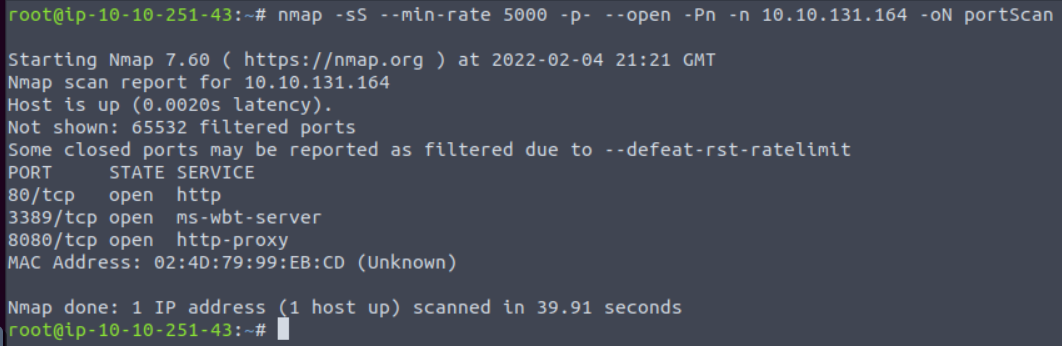 root@ip-10-10-251-43:~# nmap -sS --min-rate 5000 -p- --open -Pn -n 10.10.131.164 -oN portScan
Starting Nmap 7.60 ( https://nmap.org ) at 2022-02-04 21:21 GMT
Nmap scan report for 10.10.131.164
Host is up (0.0020s latency).
Not shown: 65532 filtered ports
Some closed ports may be reported as filtered due to --defeat-rst-ratelimit
PORT     STATE SERVICE
80/tcp   open  http
3389/tcp open  ms-wbt-server
8080/tcp open  http-proxy
MAC Address: 02:4D:79:99:EB:CD (Unknown)
Nmap done: 1 IP address (1 host up) scanned in 39.91 seconds
root@ip-10-10-251-43:~#